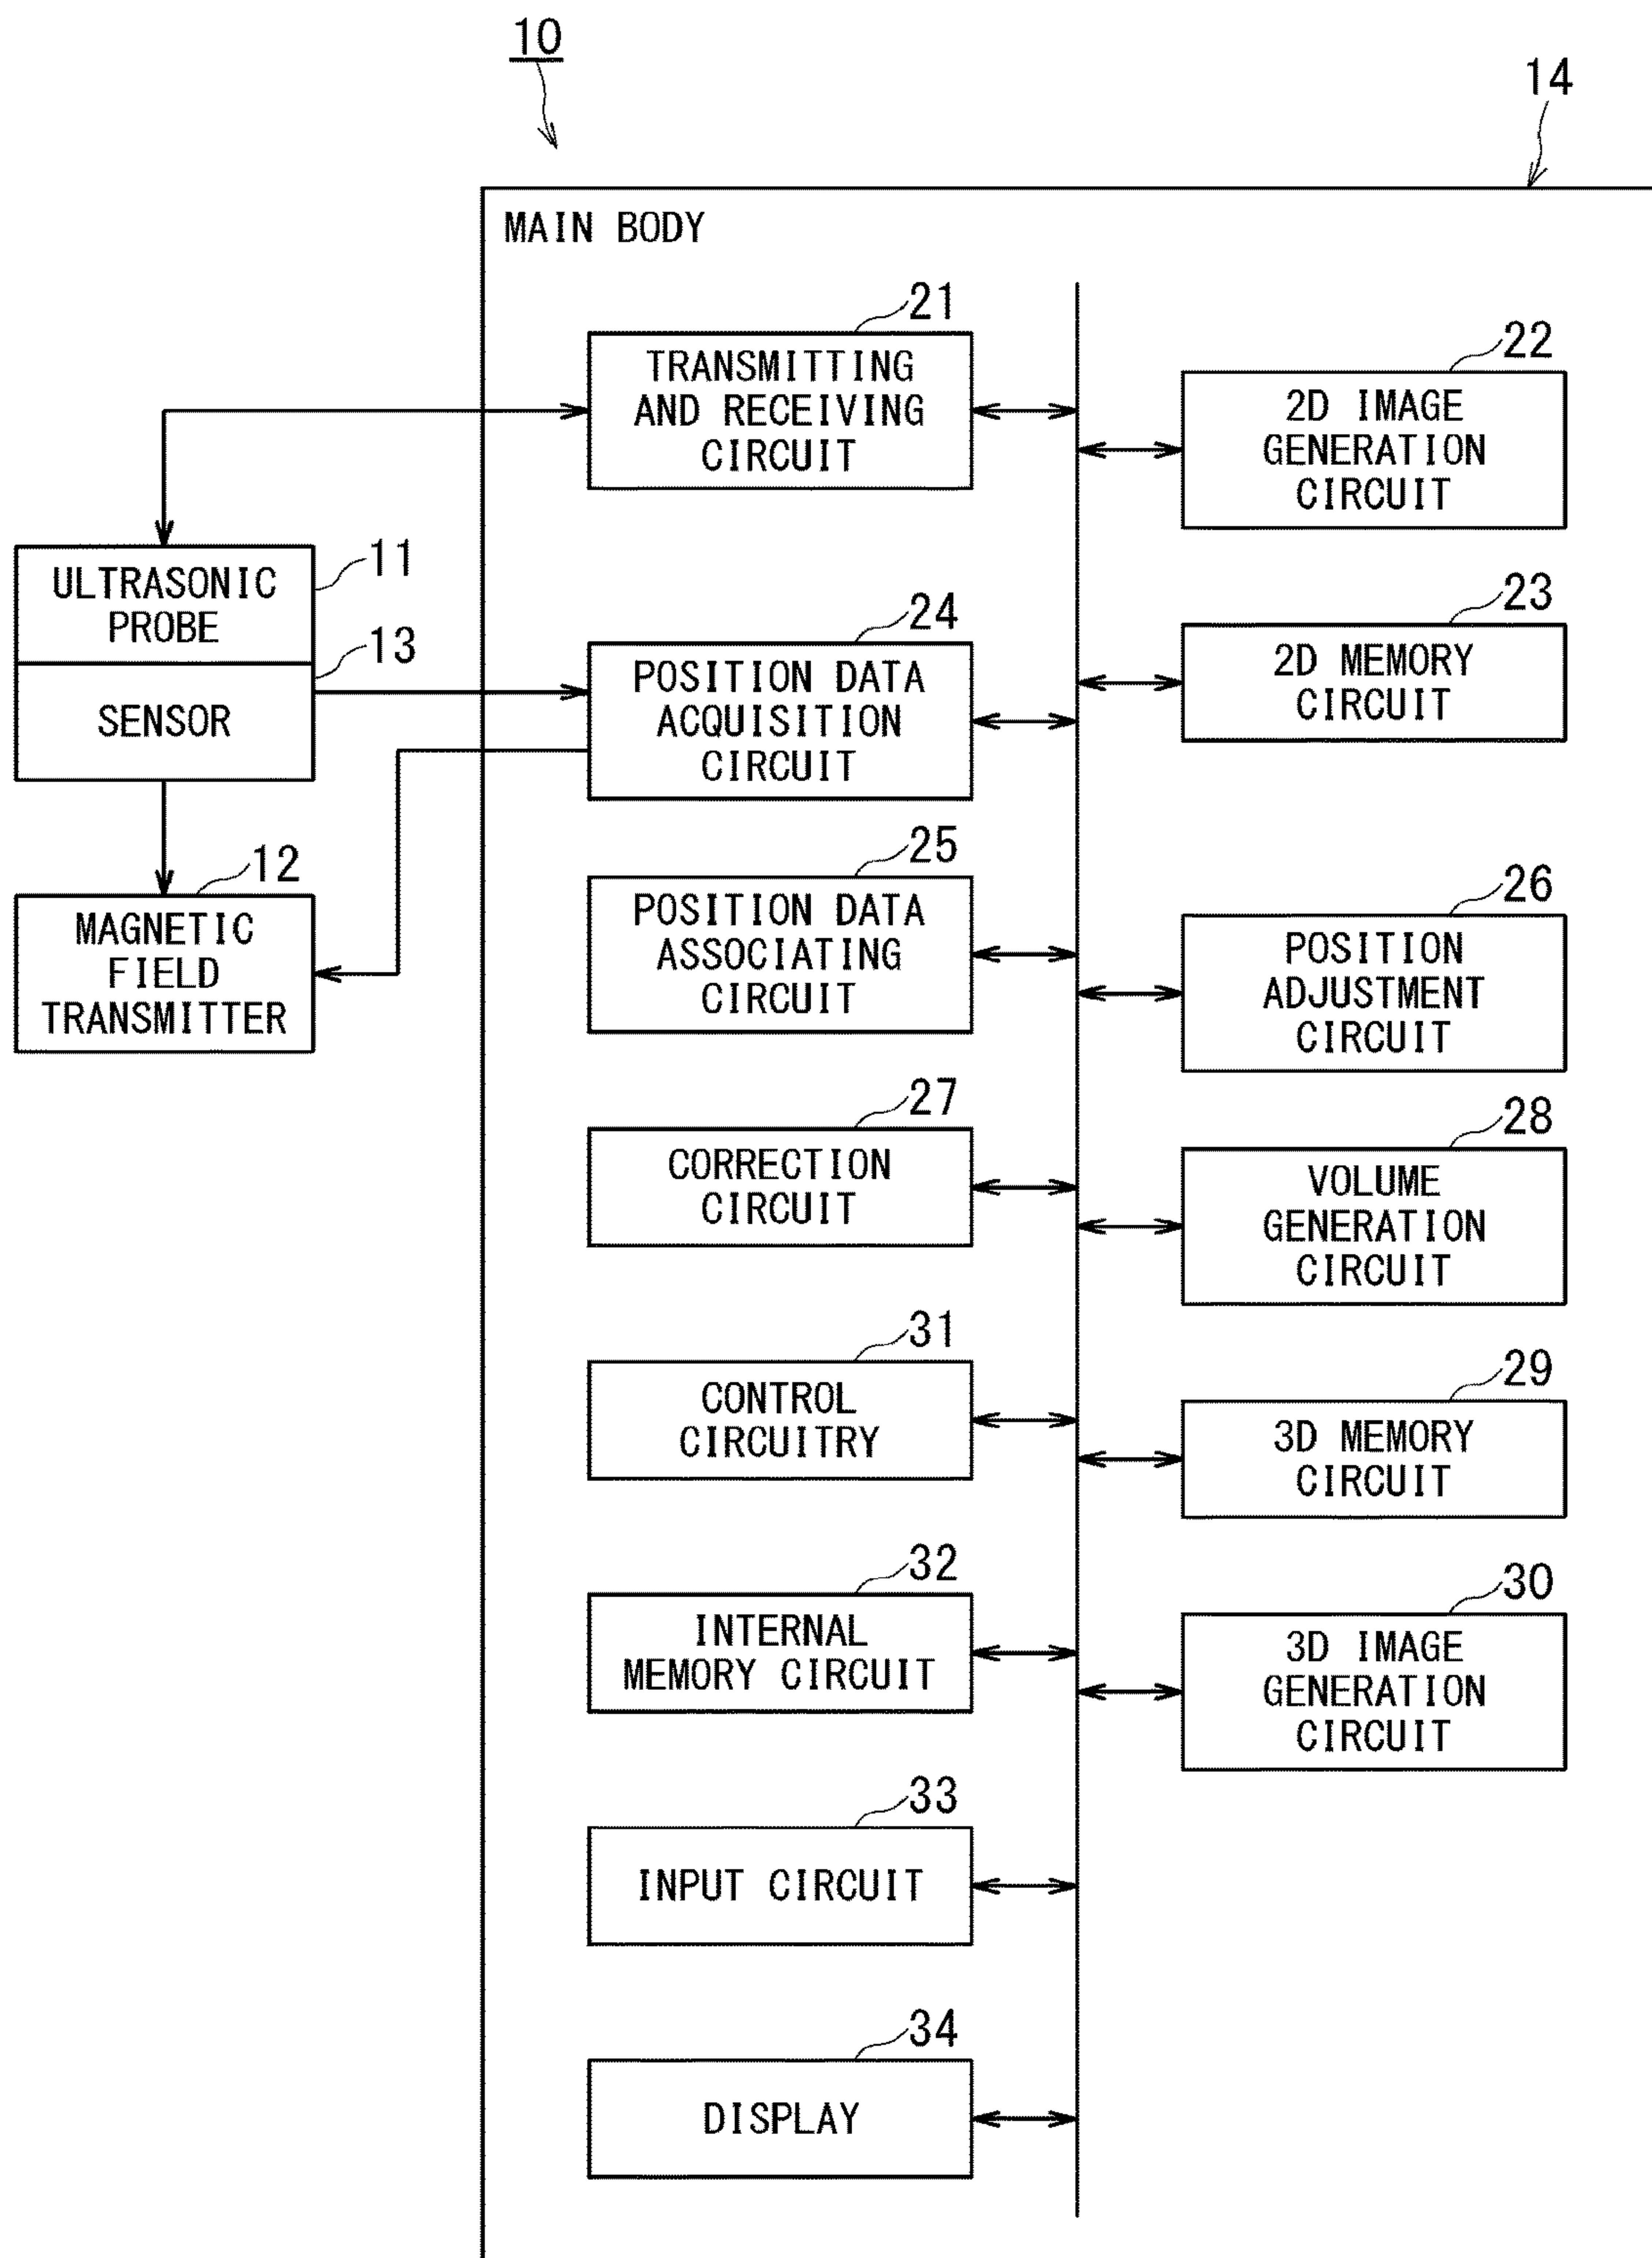 10
14
MAIN BODY
21
TRANSMITTING
AND RECEIVING
CIRCUIT
22
2D IMAGE
GENERATION
CIRCUIT
11
ULTRASONIC
PROBE
13
SENSOR
12
MAGNETIC
FIELD
TRANSMITTER
24
POSITION DATA
ACQUISITION
CIRCUIT
23
2D MEMORY
CIRCUIT
25
POSITION DATA
ASSOCIATING
CIRCUIT
26
POSITION
ADJUSTMENT
CIRCUIT
27
CORRECTION
CIRCUIT
28
VOLUME
GENERATION
CIRCUIT
31
CONTROL
CIRCUITRY
29
3D MEMORY
CIRCUIT
32
INTERNAL
MEMORY CIRCUIT
30
3D IMAGE
GENERATION
CIRCUIT
33
INPUT CIRCUIT
34
DISPLAY